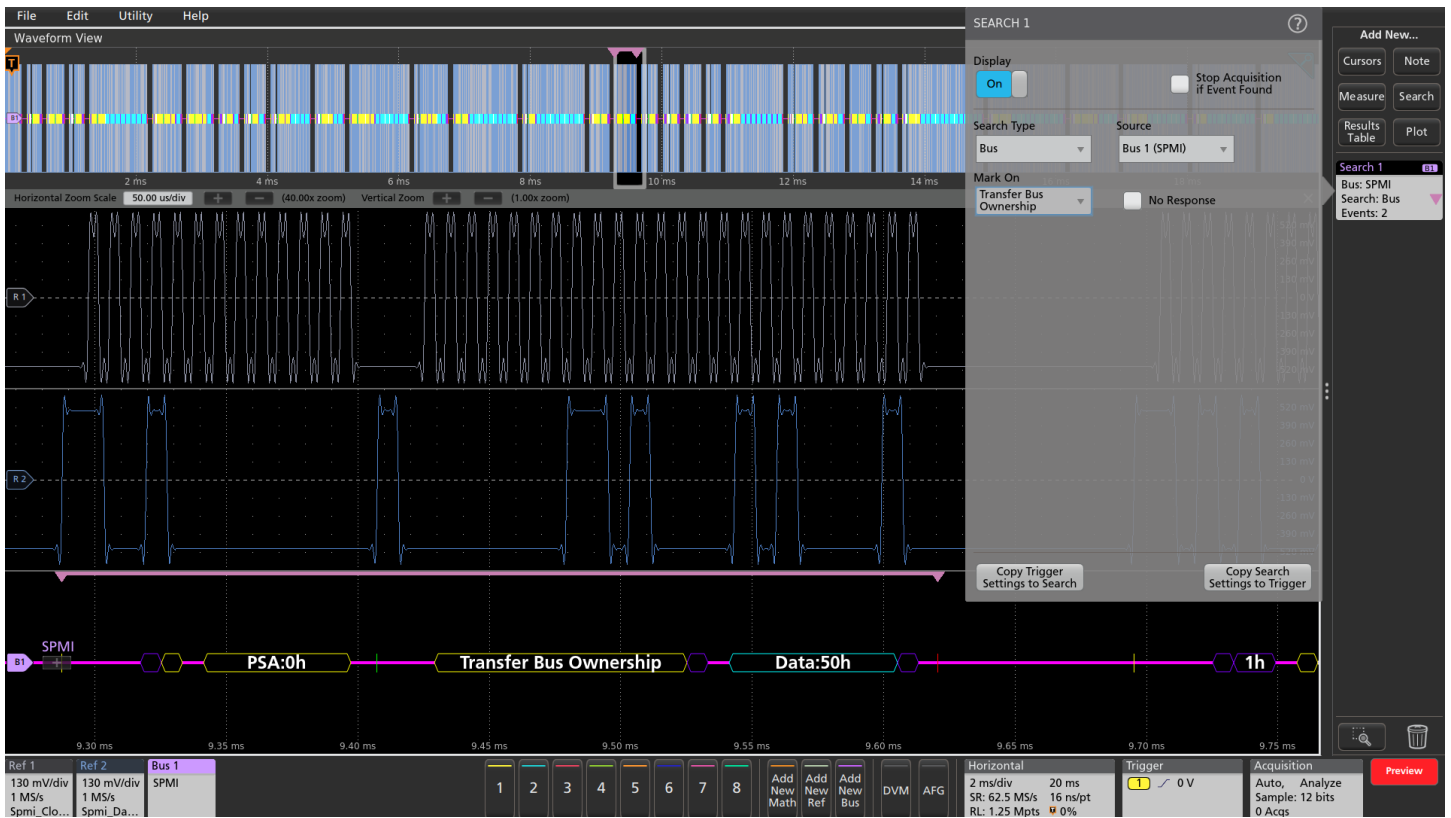 File Edit Utility Help
Waveform View
T
B1
2 ms 4 ms 6 ms 8 ms 10 ms 12 ms 14 ms
Horizontal Zoom Scale 50.00 us/div + − (40.00x zoom) Vertical Zoom + − (1.00x zoom)
R 1
R 2
SPMI
B1 +
PSA:0h Transfer Bus Ownership Data:50h 1h
9.30 ms 9.35 ms 9.40 ms 9.45 ms 9.50 ms 9.55 ms 9.60 ms 9.65 ms 9.70 ms 9.75 ms
SEARCH 1 ?
Display
On
Stop Acquisition
if Event Found
Search Type Source
Bus Bus 1 (SPMI)
Mark On
Transfer Bus
Ownership
No Response
Copy Trigger
Settings to Search
Copy Search
Settings to Trigger
Add New...
Cursors Note
Measure Search
Results
Table
Plot
Search 1 B1
Bus: SPMI
Search: Bus
Events: 2
Ref 1
130 mV/div
1 MS/s
Spmi_Clo...
Ref 2
130 mV/div
1 MS/s
Spmi_Da...
Bus 1
SPMI
1 2 3 4 5 6 7 8
Add
New
Math
Add
New
Ref
Add
New
Bus
DVM AFG
Horizontal
2 ms/div 20 ms
SR: 62.5 MS/s 16 ns/pt
RL: 1.25 Mpts T 0%
Trigger
1 0 V
Acquisition
Auto, Analyze
Sample: 12 bits
0 Acqs
Preview